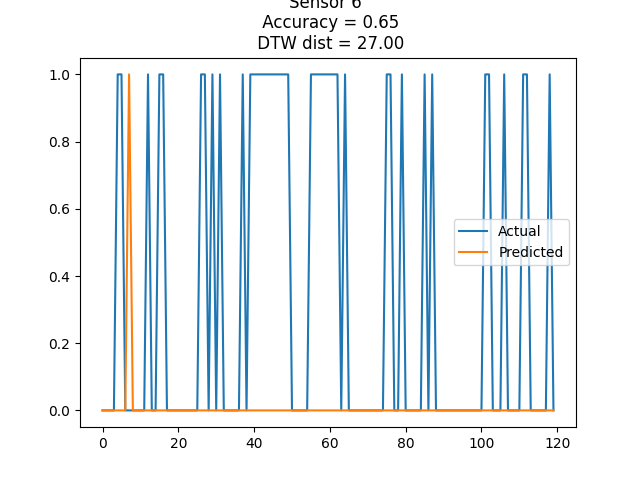 Sensor 6
Accuracy = 0.65
DTW dist = 27.00
1.0
0.8
0.6
0.4
0.2
0.0
Actual
Predicted
0 20 40 60 80 100 120